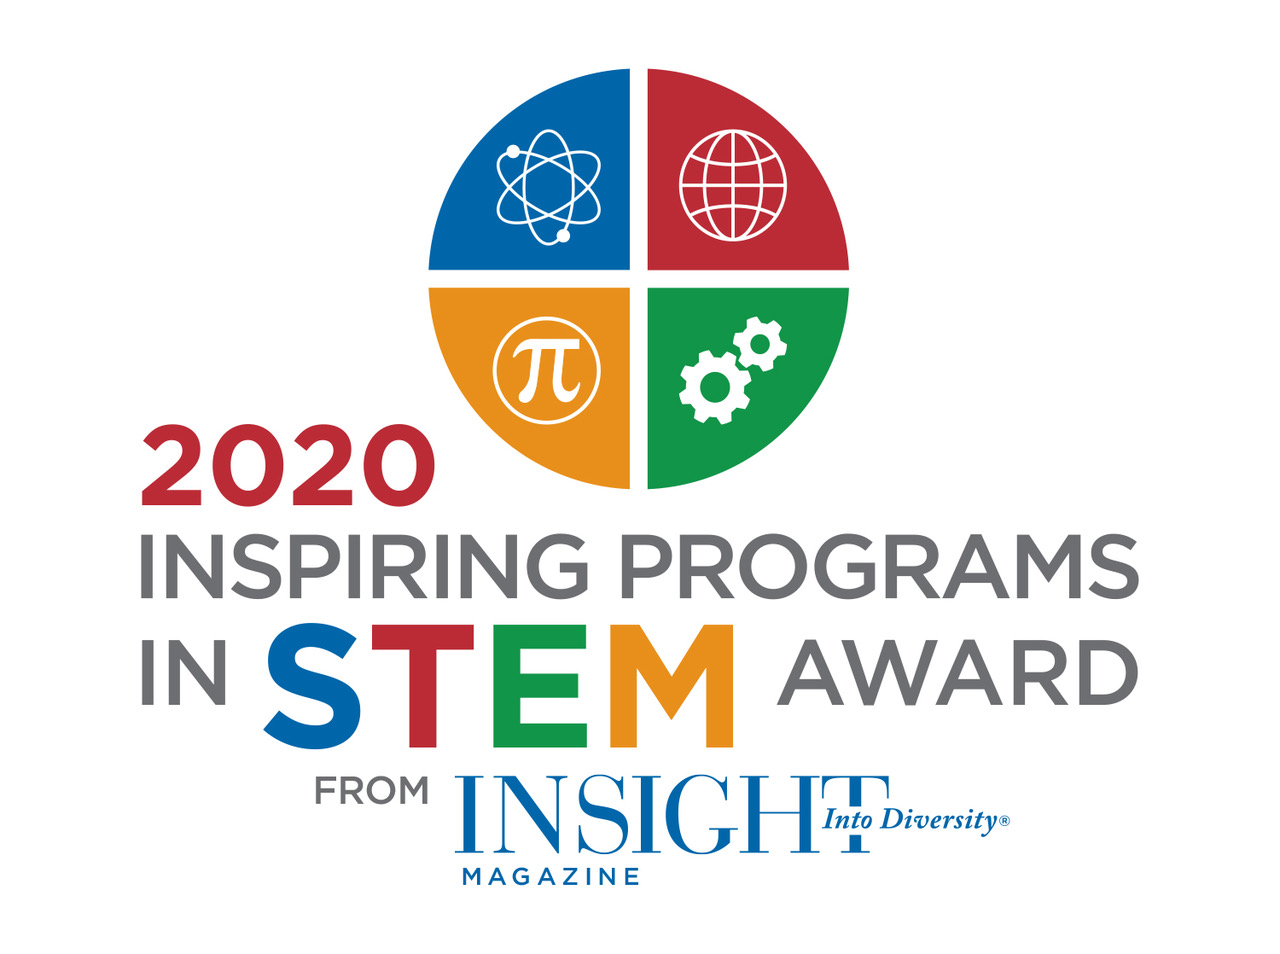 π
2020
INSPIRING PROGRAMS
IN STEM AWARD
FROM INSIGHT Into Diversity®
MAGAZINE